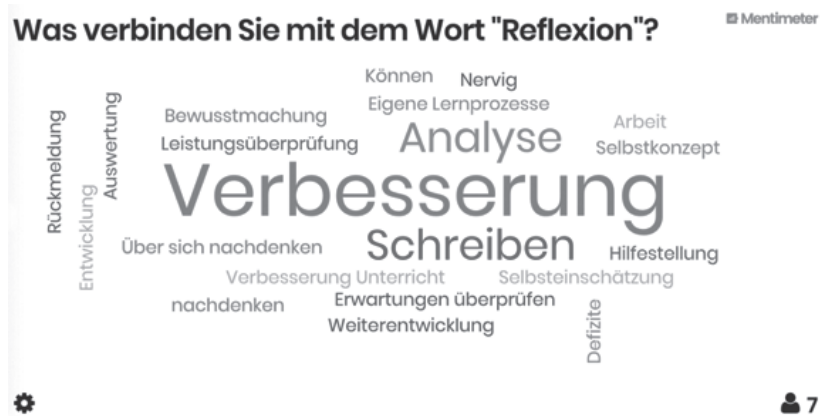 Was verbinden Sie mit dem Wort "Reflexion"?
Mentimeter
Können
Nervig
Eigene Lernprozesse
Bewusstmachung
Analyse
Arbeit
Leistungsüberprüfung
Selbstkonzept
Rückmeldung
Auswertung
Entwicklung
Verbesserung
Über sich nachdenken
Schreiben
Hilfestellung
Verbesserung Unterricht
Selbsteinschätzung
nachdenken
Erwartungen überprüfen
Weiterentwicklung
Defizite
7